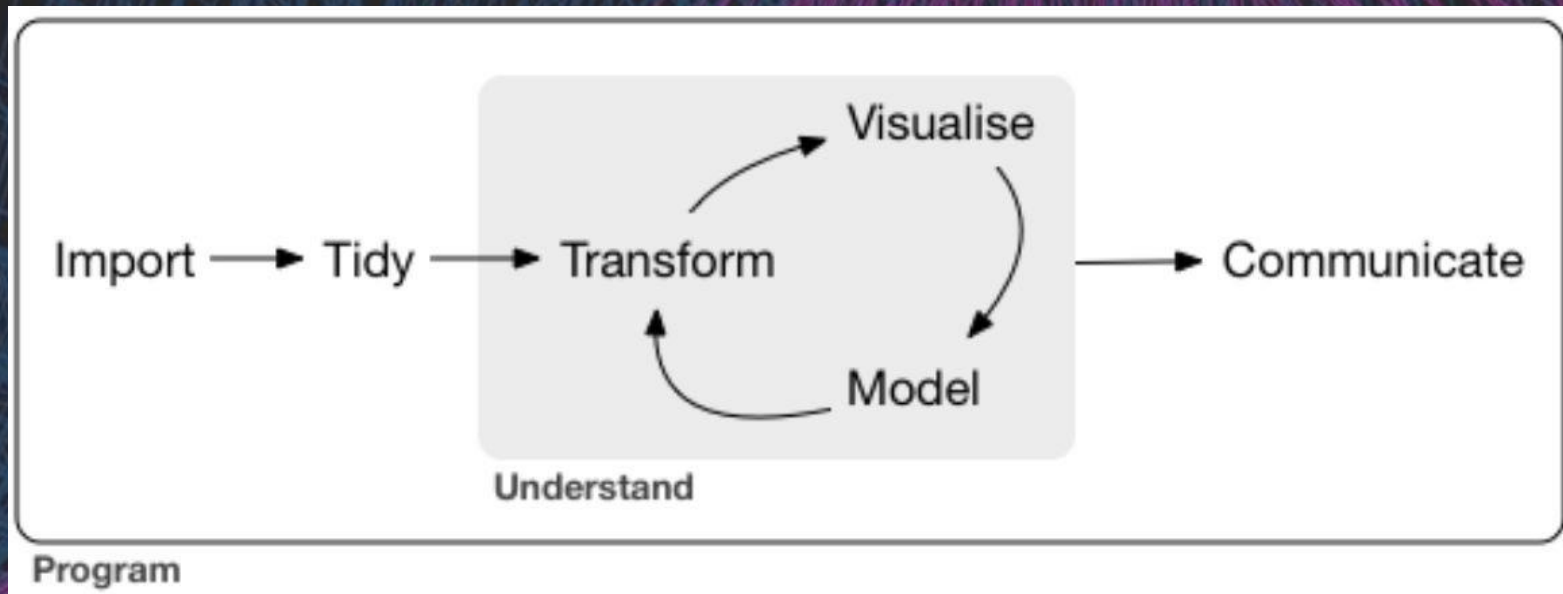 Visualise
Import Tidy Transform Communicate
Model
Understand
Program